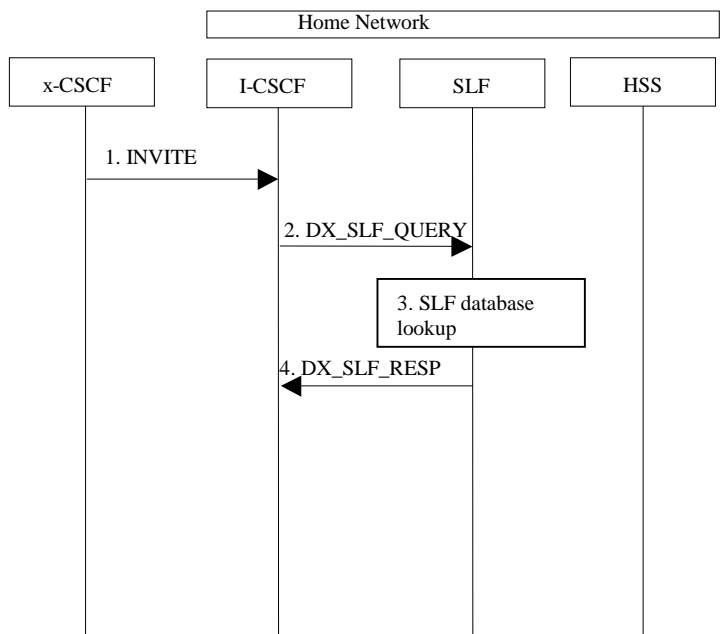 Home Network
x-CSCF
I-CSCF
SLF
HSS
1. INVITE
2. DX_SLF_QUERY
3. SLF database
lookup
4. DX_SLF_RESP